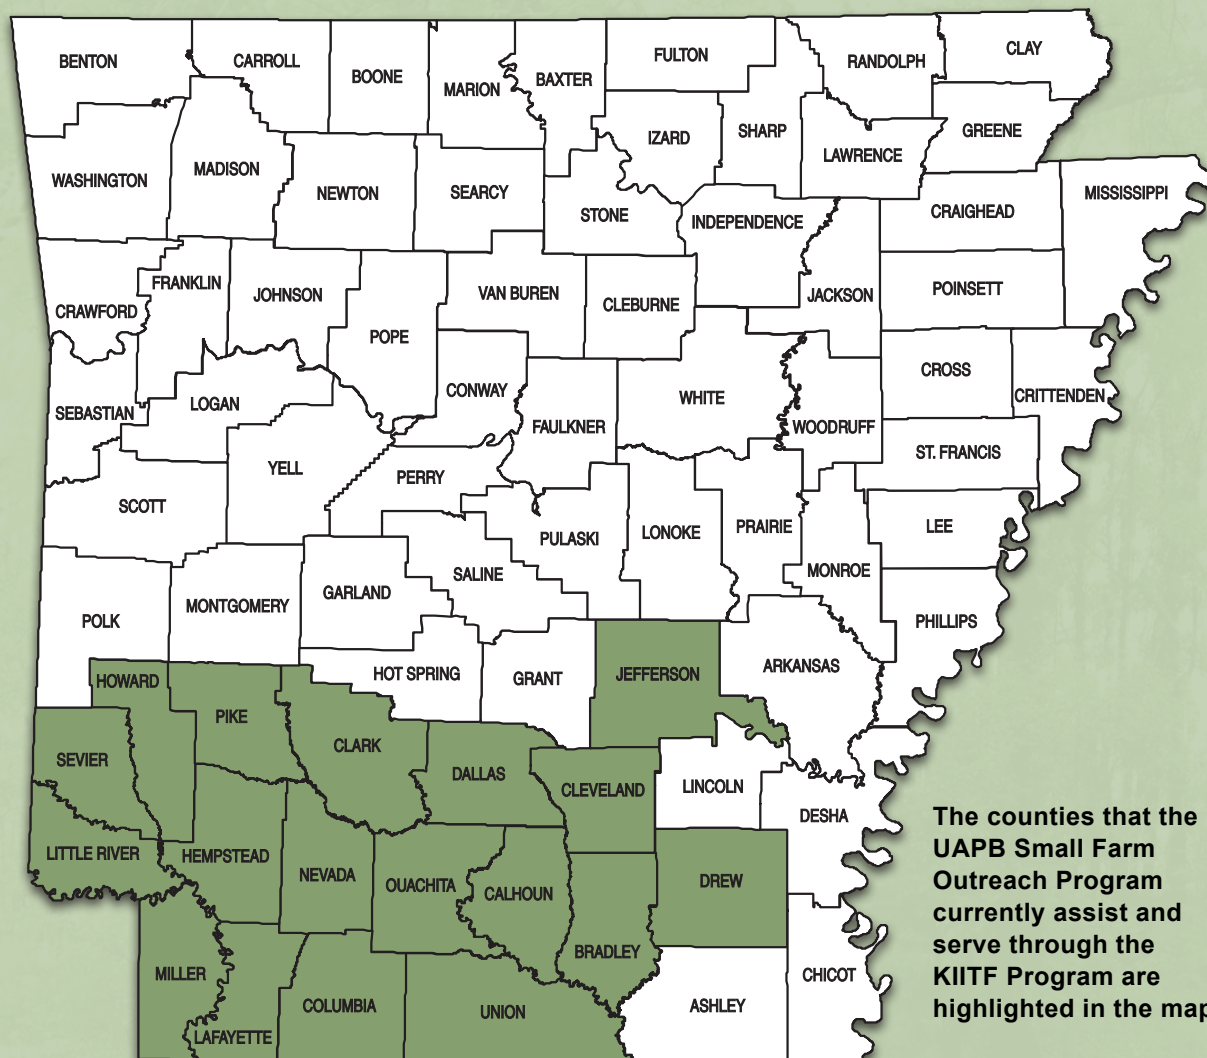 BENTON
CARROLL
BOONE
MARION
BAXTER
FULTON
RANDOLPH
CLAY
IZARD
SHARP
LAWRENCE
GREENE
WASHINGTON
MADISON
NEWTON
SEARCY
STONE
INDEPENDENCE
CRAIGHEAD
MISSISSIPPI
CRAWFORD
FRANKLIN
JOHNSON
POPE
VAN BUREN
CLEBURNE
JACKSON
POINSETT
SEBASTIAN
LOGAN
CONWAY
FAULKNER
WHITE
WOODRUFF
CROSS
CRITTENDEN
ST. FRANCIS
SCOTT
YELL
PERRY
PULASKI
LONOKE
PRAIRIE
MONROE
LEE
POLK
MONTGOMERY
GARLAND
SALINE
PHILLIPS
HOWARD
PIKE
HOT SPRING
GRANT
JEFFERSON
ARKANSAS
SEVIER
CLARK
DALLAS
CLEVELAND
LINCOLN
DESHA
LITTLE RIVER
HEMPSTEAD
NEVADA
OUACHITA
CALHOUN
BRADLEY
DREW
MILLER
LAFAYETTE
COLUMBIA
UNION
ASHLEY
CHICOT
The counties that the
UAPB Small Farm
Outreach Program
currently assist and
serve through the
KIITF Program are
highlighted in the map